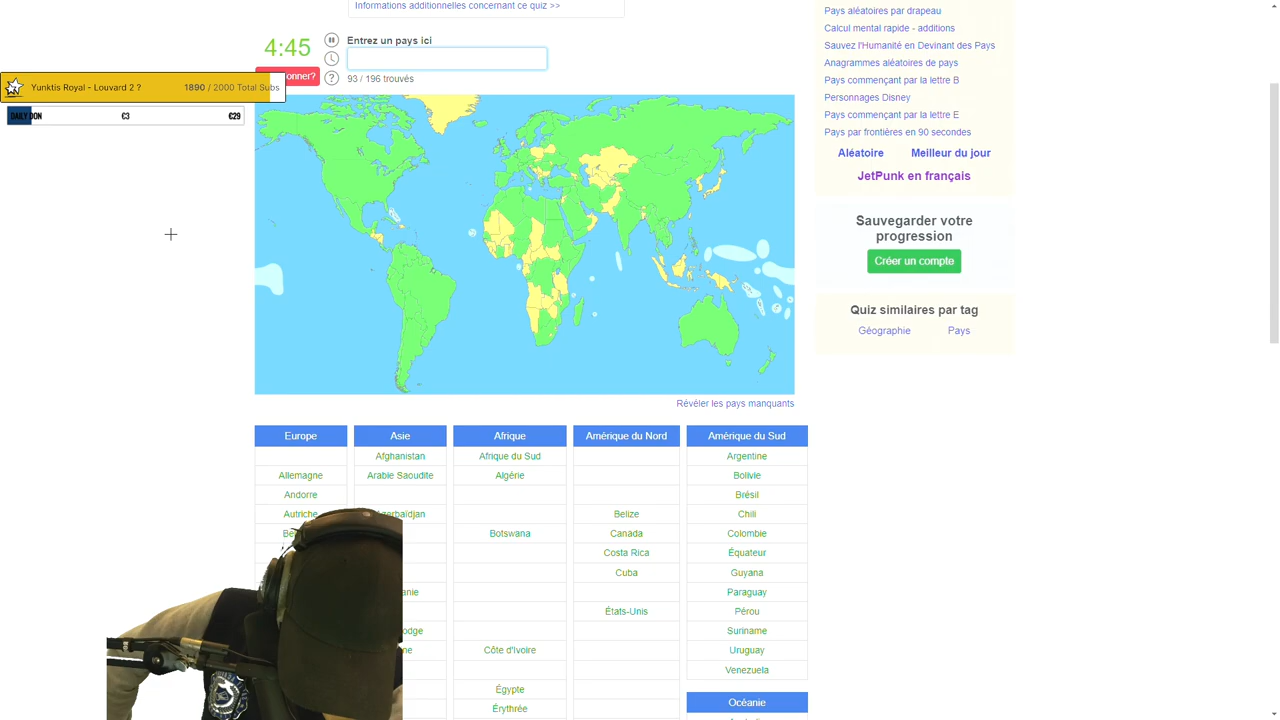 Informations additionnelles concernant ce quiz >>
4:45
Entrez un pays ici
onner?
93 / 196 trouvés
Yunktis Royal - Louvard 2 ?
1890 / 2000 Total Subs
DAILY DON
€3
€29
Révéler les pays manquants
Pays aléatoires par drapeau
Calcul mental rapide - additions
Sauvez l'Humanité en Devinant des Pays
Anagrammes aléatoires de pays
Pays commençant par la lettre B
Personnages Disney
Pays commençant par la lettre E
Pays par frontières en 90 secondes
Aléatoire
Meilleur du jour
JetPunk en français
Sauvegarder votre
progression
Créer un compte
Quiz similaires par tag
Géographie
Pays
Europe
Allemagne
Andorre
Autriche
Asie
Afghanistan
Arabie Saoudite
zerbaïdjan
anie
odge
ne
Afrique
Afrique du Sud
Algérie
Botswana
Côte d'Ivoire
Égypte
Érythrée
Amérique du Nord
Belize
Canada
Costa Rica
Cuba
États-Unis
Amérique du Sud
Argentine
Bolivie
Brésil
Chili
Colombie
Équateur
Guyana
Paraguay
Pérou
Suriname
Uruguay
Venezuela
Océanie